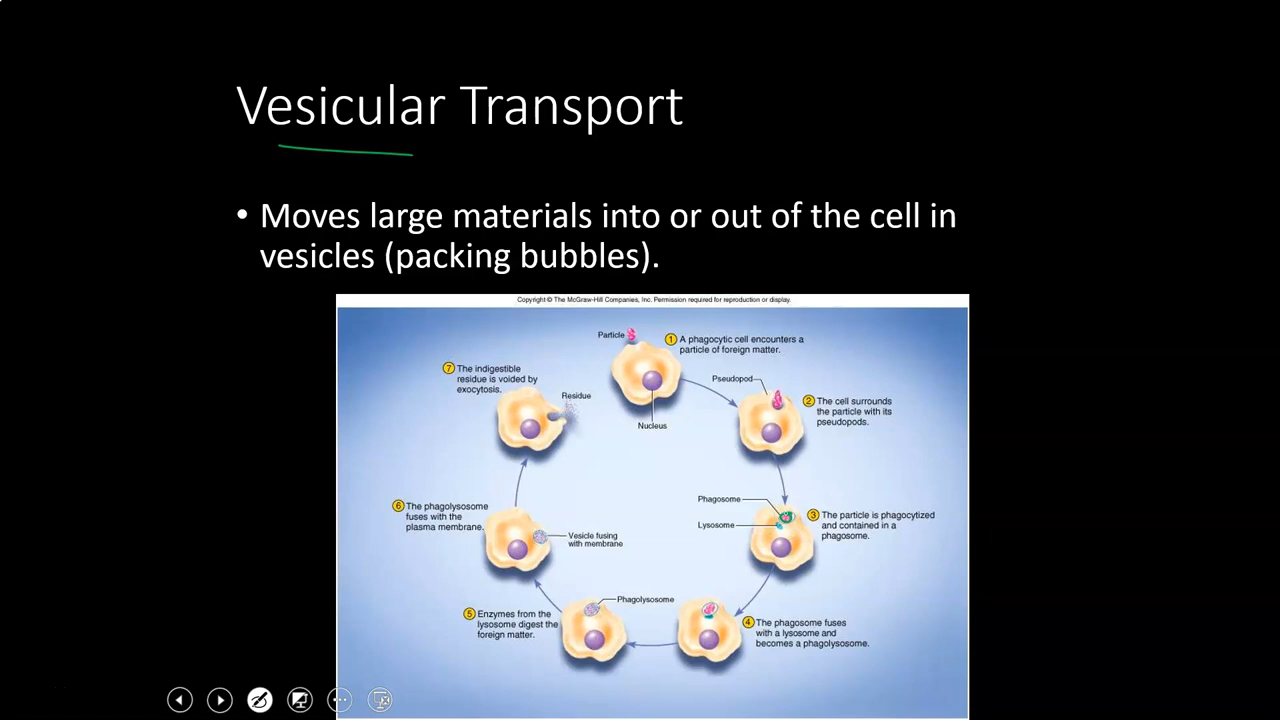 Vesicular Transport
• Moves large materials into or out of the cell in
vesicles (packing bubbles).
Copyright © The McGraw-Hill Companies, Inc. Permission required for reproduction or display.
Particle
1 A phagocytic cell encounters a
particle of foreign matter.
Nucleus
Pseudopod
2 The cell surrounds
the particle with its
pseudopods.
Phagosome
Lysosome
3 The particle is phagocytized
and contained in a
phagosome.
4 The phagosome fuses
with a lysosome and
becomes a phagolysosome.
Phagolysosome
5 Enzymes from the
lysosome digest the
foreign matter.
6 The phagolysosome
fuses with the
plasma membrane.
Vesicle fusing
with membrane
7 The indigestible
residue is voided by
exocytosis.
Residue